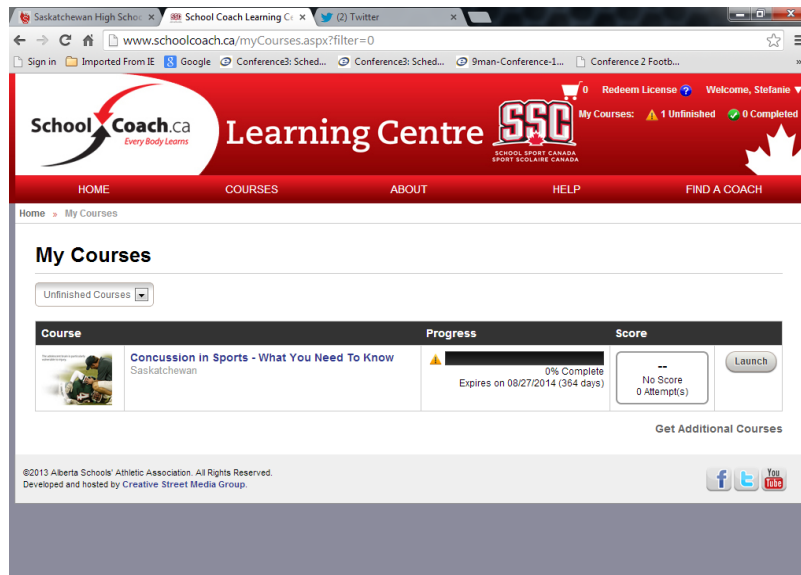 Saskatchewan High Schoo
School Coach Learning Ce
(2) Twitter
www.schoolcoach.ca/myCourses.aspx?filter=0
Sign in Imported From IE Google Conference3: Sched... Conference3: Sched... 9man-Conference-1... Conference 2 Footb... »
0 Redeem License ? Welcome, Stefanie
My Courses: 1 Unfinished 0 Completed
School Coach.ca
Every Body Learns
Learning Centre
SSC
SCHOOL SPORT CANADA
SPORT SCOLAIRE CANADA
HOME COURSES ABOUT HELP FIND A COACH
Home » My Courses
My Courses
Unfinished Courses
Course Progress Score
Concussion in Sports - What You Need To Know
Saskatchewan
0% Complete
Expires on 08/27/2014 (364 days)
--
No Score
0 Attempt(s)
Launch
Get Additional Courses
©2013 Alberta Schools' Athletic Association. All Rights Reserved.
Developed and hosted by Creative Street Media Group.
f t You Tube